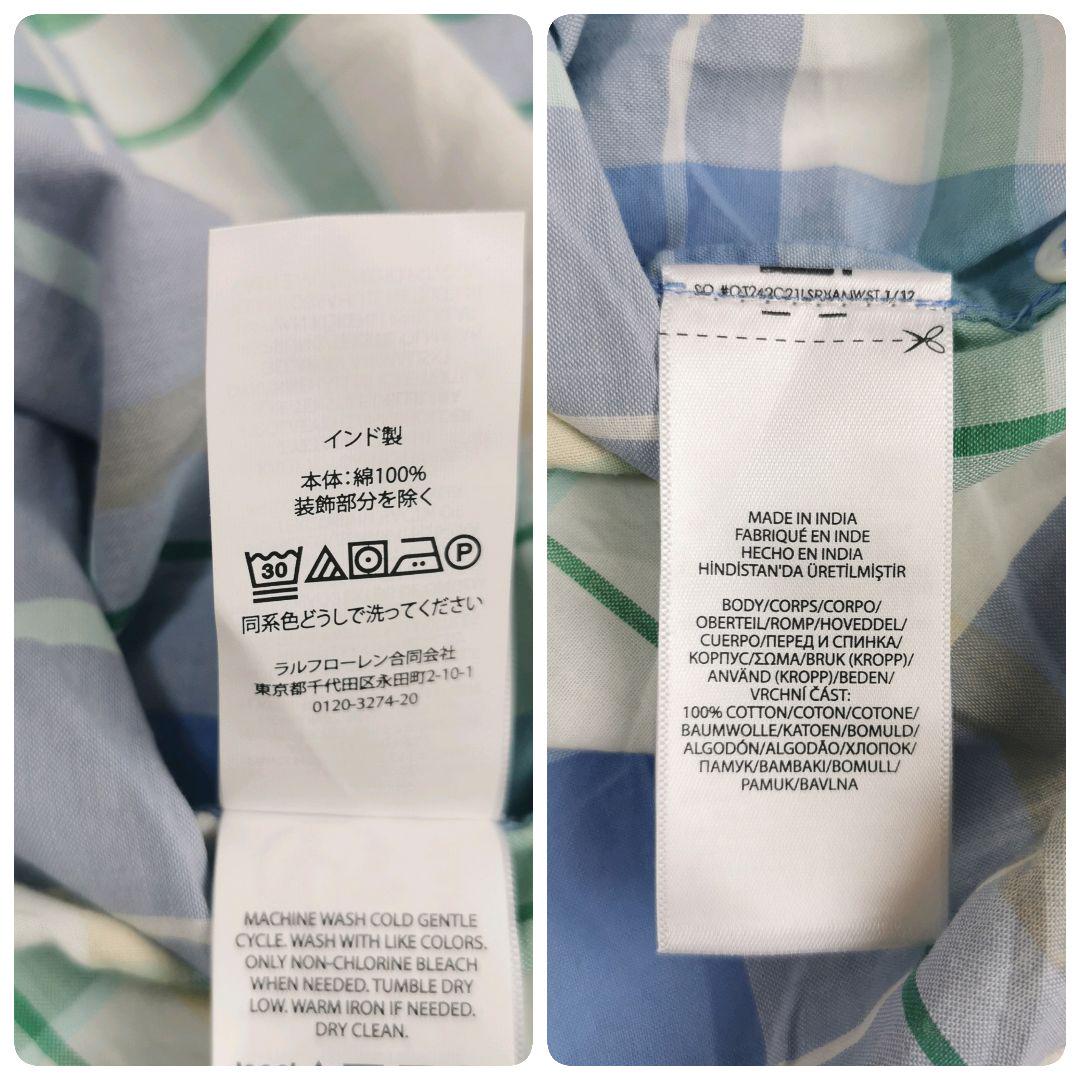 インド製
本体：綿100%
装飾部分を除く
30
P
同系色どうしで洗ってください
ラルフローレン合同会社
東京都千代田区永田町2-10-1
0120-3274-20
MACHINE WASH COLD GENTLE
CYCLE. WASH WITH LIKE COLORS.
ONLY NON-CHLORINE BLEACH
WHEN NEEDED. TUMBLE DRY
LOW. WARM IRON IF NEEDED.
DRY CLEAN.
MADE IN INDIA
FABRIQUÉ EN INDE
HECHO EN INDIA
HİNDİSTAN'DA ÜRETİLMİŞTİR
BODY/CORPS/CORPO/
OBERTEIL/ROMP/HOVEDDEL/
CUERPO/ПЕРЕД И СПИНКА/
КОРПУС/ΣΩΜΑ/BRUK (KROPP)/
ANVÄND (KROPP)/BEDEN/
VRCHNÍ ČÁST:
100% COTTON/COTON/COTONE/
BAUMWOLLE/KATOEN/BOMULD/
ALGODÓN/ALGODÃO/ХЛОПОК/
ПАМУК/BAMBAKI/BOMULL/
PAMUK/BAVLNA